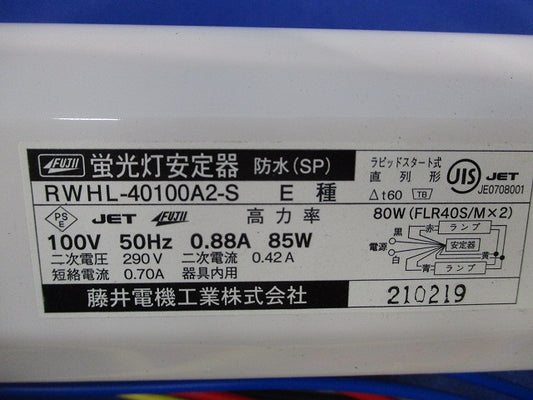 FUJII 蛍光灯安定器 防水(SP)
RWHL-40100A2-S E種
PSE JET FUJII 高力率
100V 50Hz 0.88A 85W
二次電圧 290V 二次電流 0.42A
短絡電流 0.70A 器具内用
藤井電機工業株式会社
ラピッドスタート式
直列形
Δt60 TB
JIS JET
JE0708001
80W(FLR40S/M×2)
黒 赤 ランプ
電源 安定器 黄
白
青 ランプ
210219